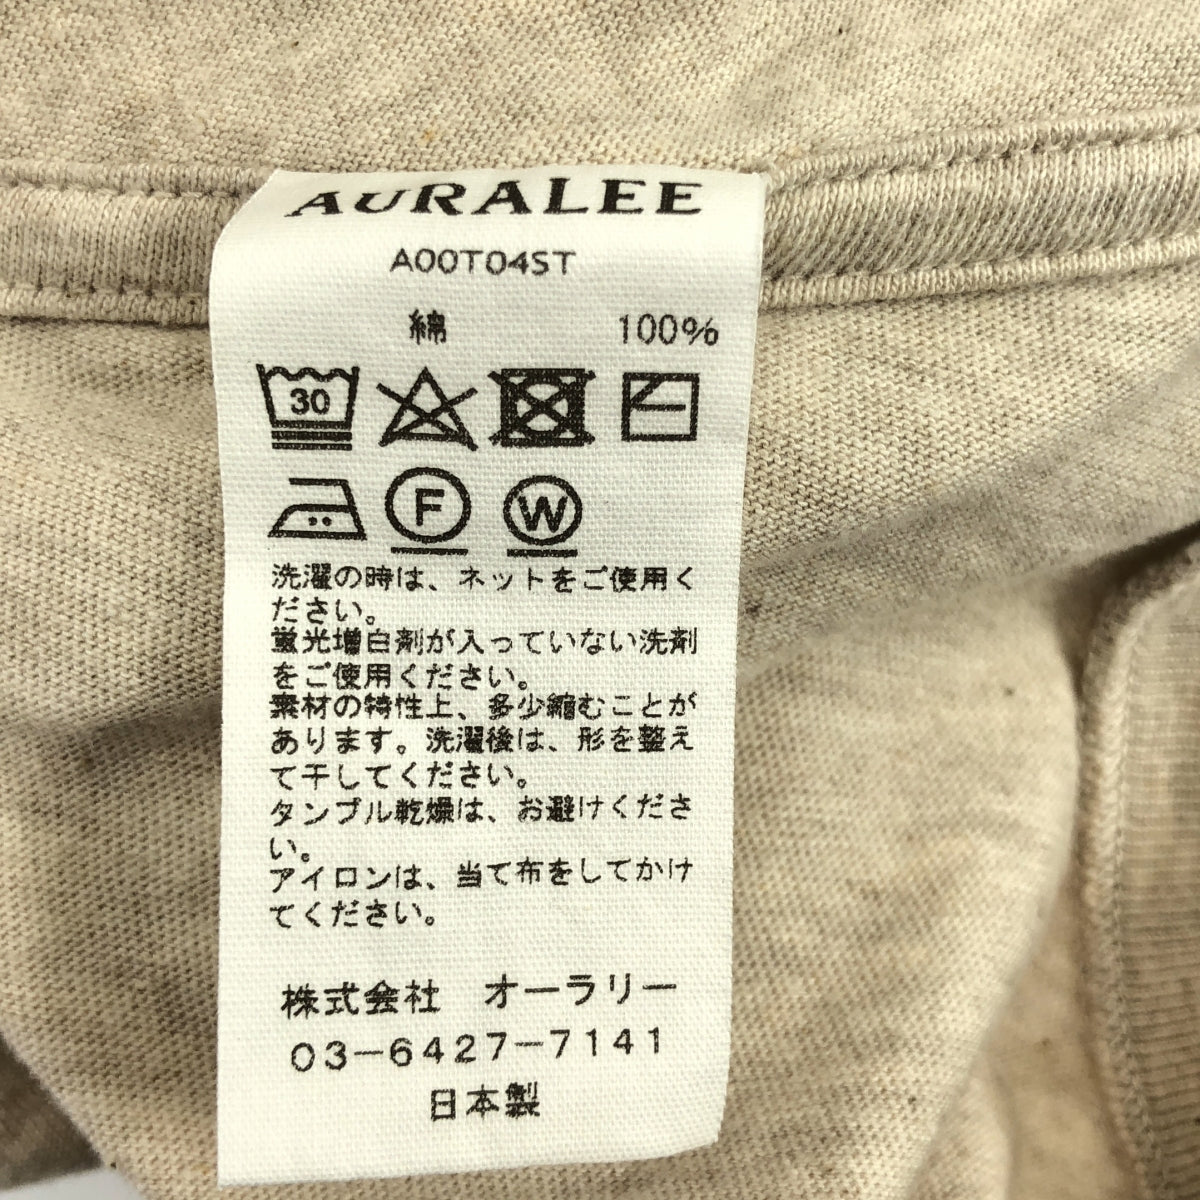 AURALEE
A00T04ST
綿 100%
30
F W
洗濯の時は、ネットをご使用く
ださい。
蛍光増白剤が入っていない洗剤
をご使用ください。
素材の特性上、多少縮むことが
あります。洗濯後は、形を整え
て干してください。
タンブル乾燥は、お避けくださ
い。
アイロンは、当て布をしてかけ
てください。
株式会社 オーラリー
03-6427-7141
日本製